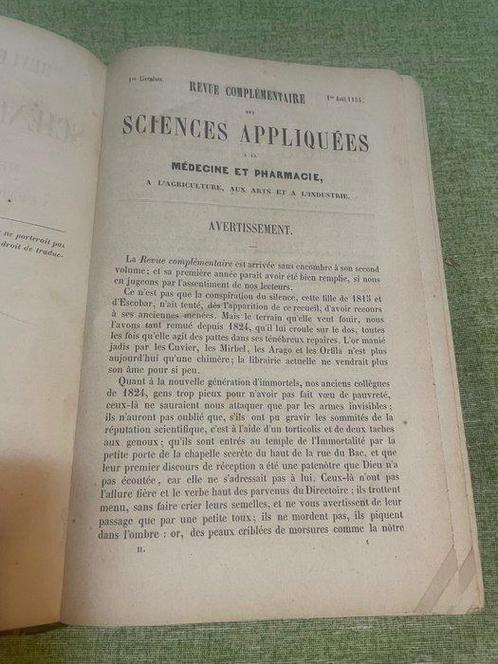 REVUE
SCIEN
ne porterait pas
droit de traduc-
1re Livraison.
1er Août 1855.
REVUE COMPLÉMENTAIRE
DES
SCIENCES APPLIQUÉES
A LA
MÉDECINE ET PHARMACIE,
A L'AGRICULTURE, AUX ARTS ET A L'INDUSTRIE.
AVERTISSEMENT.
La Revue complémentaire est arrivée sans encombre à son second
volume; et sa première année paraît avoir été bien remplie, si nous
en jugeons par l'assentiment de nos lecteurs.
Ce n'est pas que la conspiration du silence, cette fille de 1815 et
d'Escobar, n'ait tenté, dès l'apparition de ce recueil, d'avoir recours
à ses anciennes menées. Mais le terrain qu'elle veut fouir, nous
l'avons tant remué depuis 1824, qu'il lui croule sur le dos, toutes
les fois qu'elle agit des pattes dans ses ténébreux repaires. L'or manié
jadis par les Cuvier, les Mirbel, les Arago et les Orfila n'est plus
aujourd'hui qu'une chimère; la librairie actuelle ne vendrait plus
son âme pour si peu.
Quant à la nouvelle génération d'immortels, nos anciens collègues
de 1824, gens trop pieux pour n'avoir pas fait vœu de pauvreté,
ceux-là ne sauraient nous attaquer que par les armes invisibles;
ils n'auront pas oublié que, s'ils ont pu gravir les sommités de la
réputation scientifique, c'est à l'aide d'un torticolis et de deux taches
aux genoux; qu'ils sont entrés au temple de l'Immortalité par la
petite porte de la chapelle secrète du haut de la rue du Bac, et que
leur premier discours de réception a été une patenôtre que Dieu n'a
pas écoutée, car elle ne s'adressait pas à lui. Ceux-là n'ont pas
l'allure fière et le verbe haut des parvenus du Directoire; ils trottent
menu, sans faire crier leurs semelles, et ne vous avertissent de leur
passage que par une petite toux; ils ne mordent pas, ils piquent
dans l'ombre: or, des peaux criblées de morsures comme la nôtre
II.
1